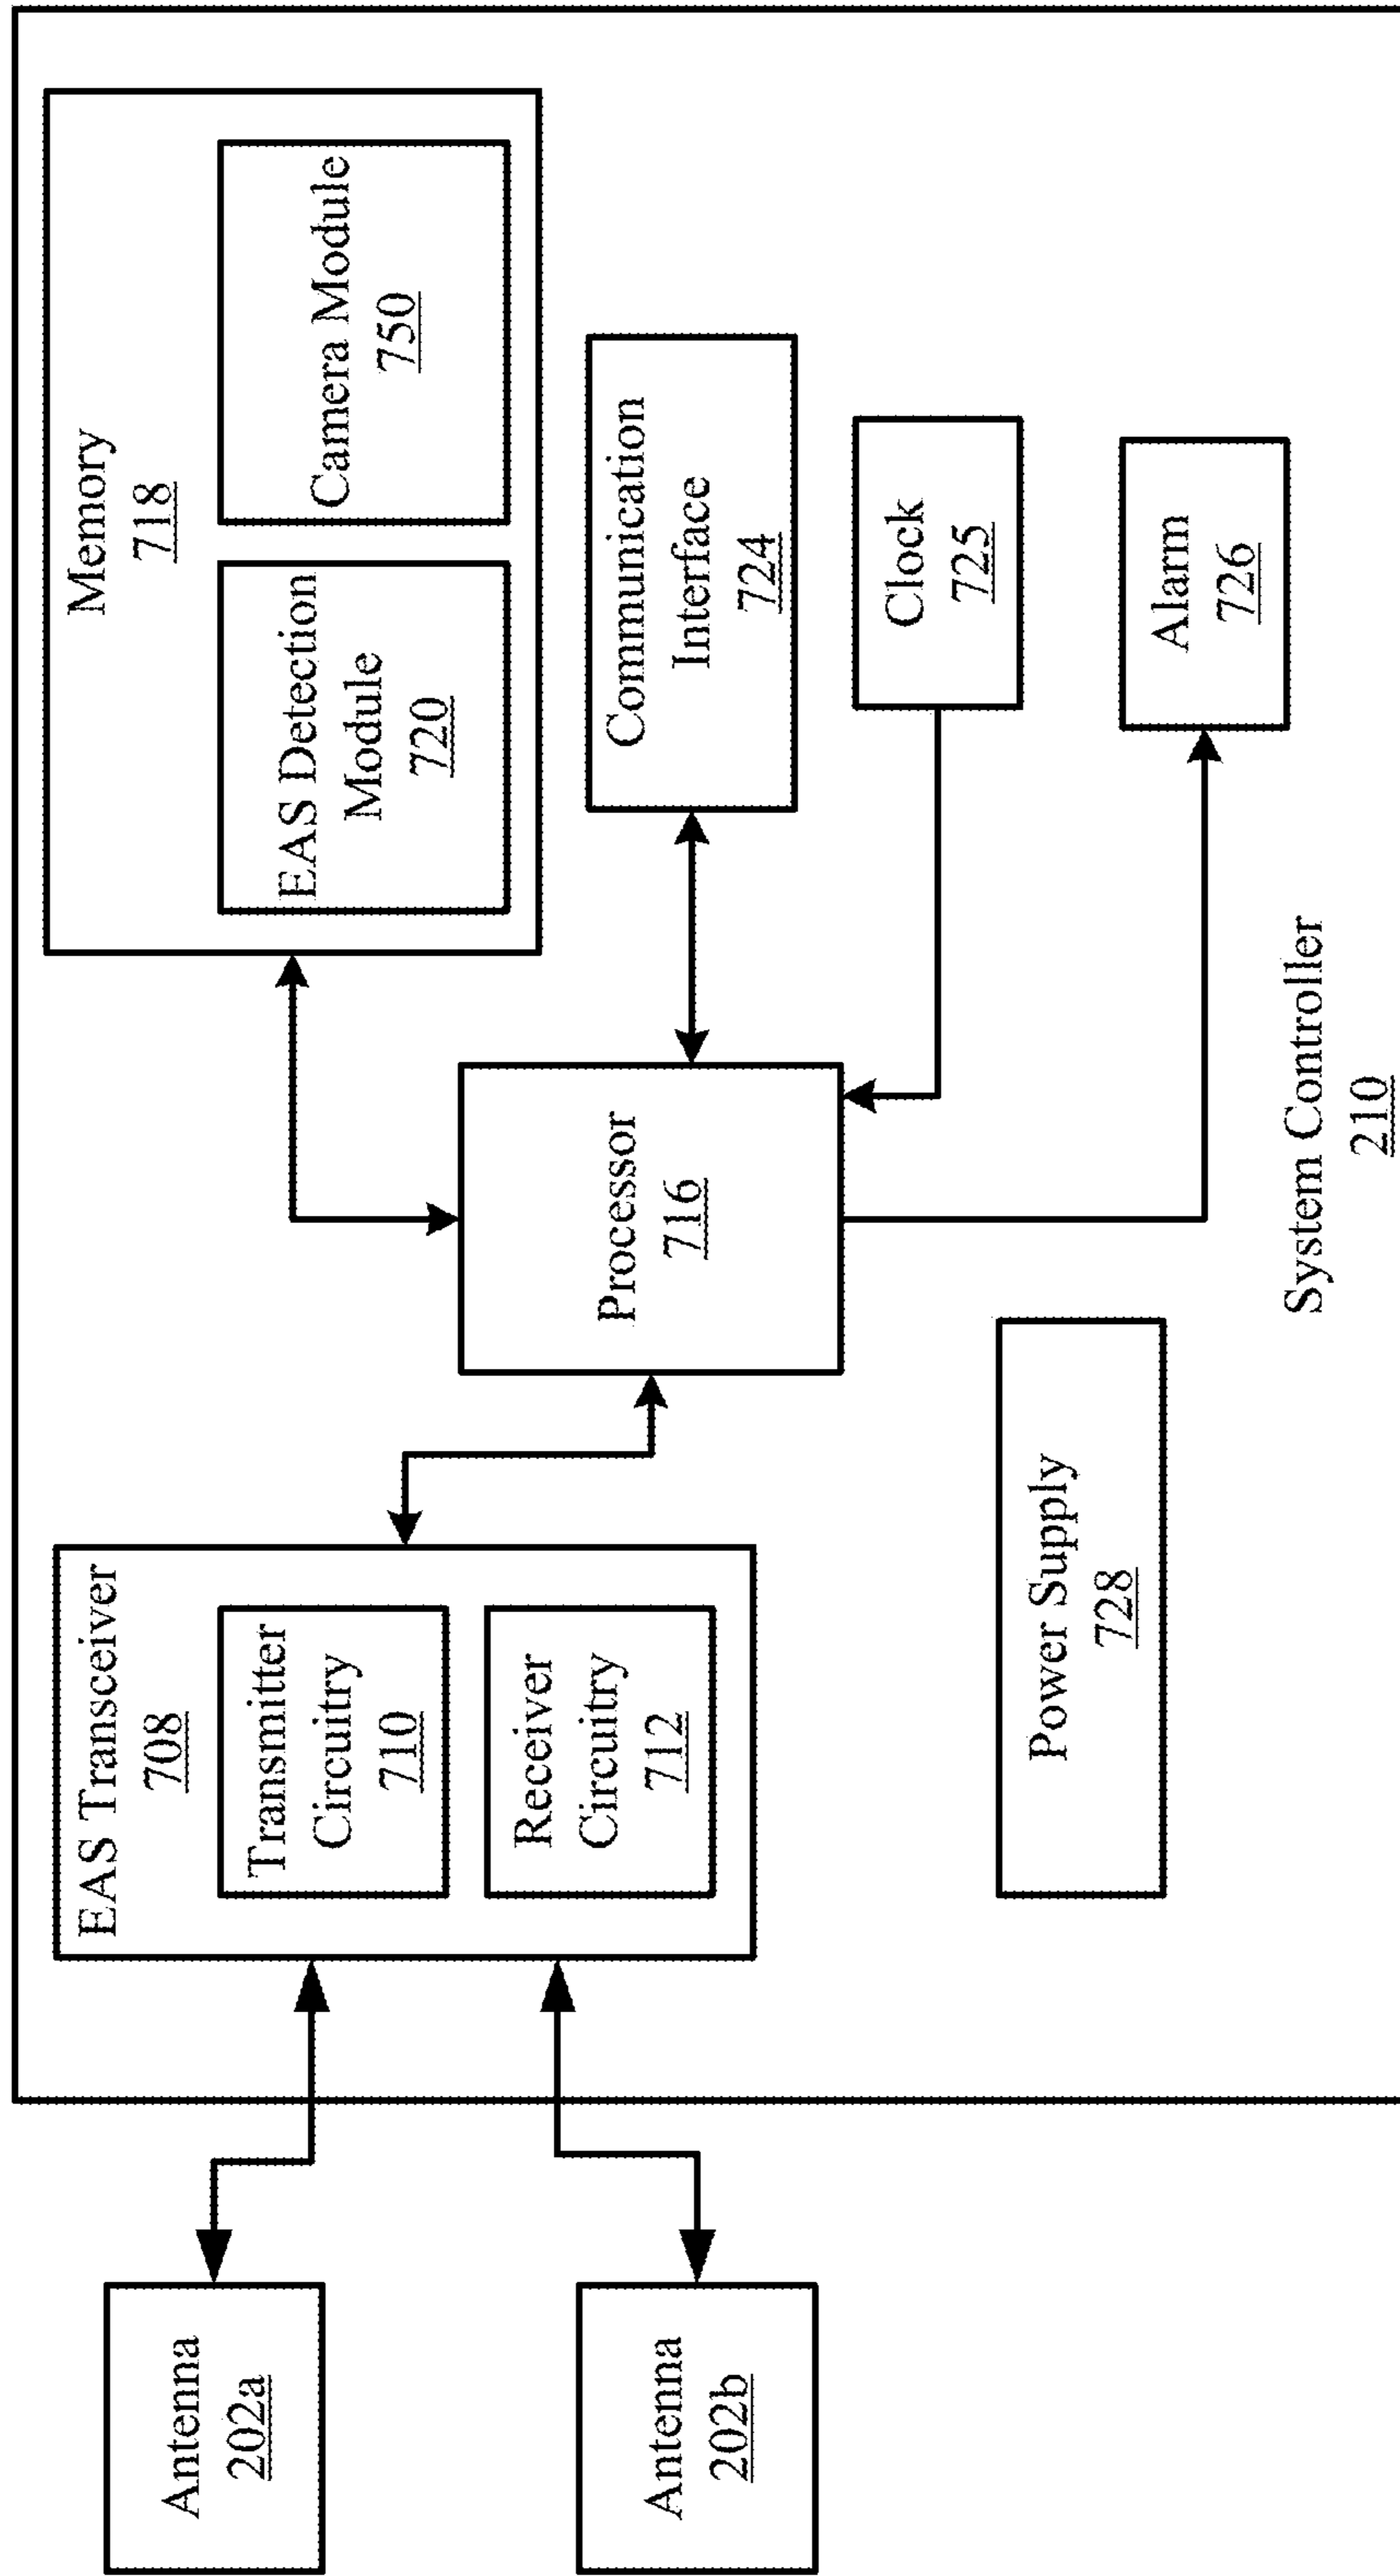 Antenna
202a
Antenna
202b
EAS Transceiver
708
Transmitter
Circuitry
710
Receiver
Circuitry
712
Processor
716
Power Supply
728
Memory
718
EAS Detection
Module
720
Camera Module
750
Communication
Interface
724
Clock
725
Alarm
726
System Controller
210